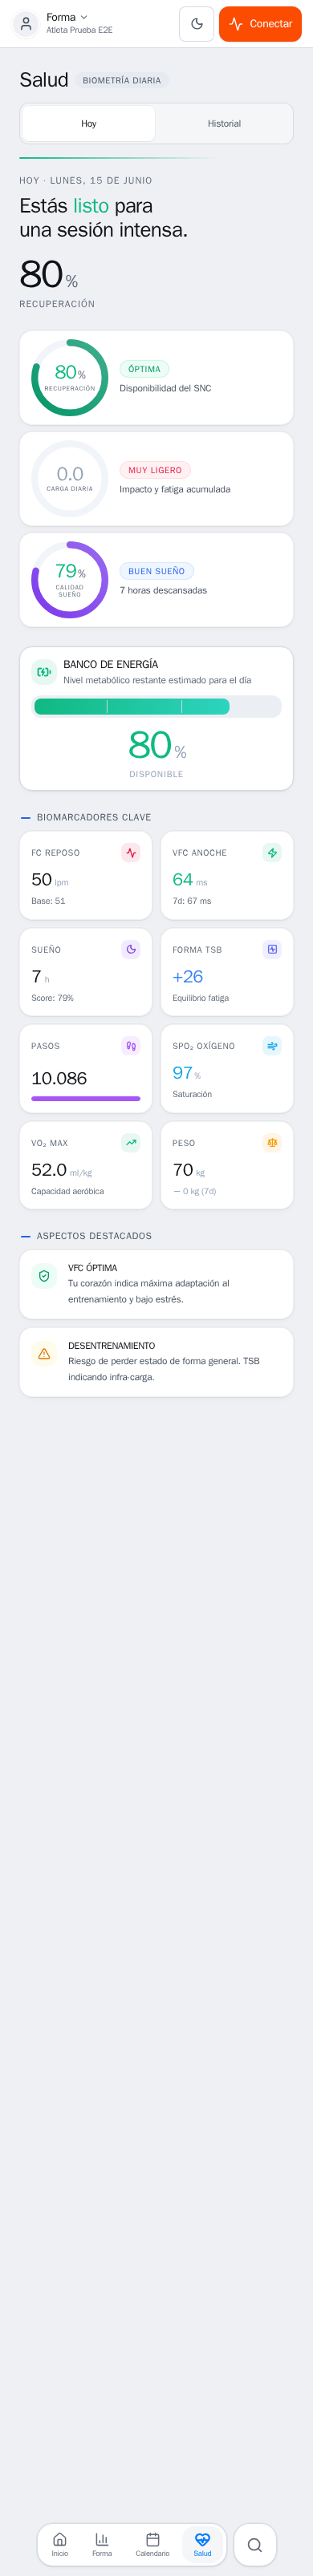 Forma
Atleta Prueba E2E
Conectar
Salud
BIOMETRÍA DIARIA
Hoy
Historial
HOY · LUNES, 15 DE JUNIO
Estás listo para
una sesión intensa.
80%
RECUPERACIÓN
80%
RECUPERACIÓN
ÓPTIMA
Disponibilidad del SNC
0.0
CARGA DIARIA
MUY LIGERO
Impacto y fatiga acumulada
79%
CALIDAD
SUEÑO
BUEN SUEÑO
7 horas descansadas
BANCO DE ENERGÍA
Nivel metabólico restante estimado para el día
80%
DISPONIBLE
BIOMARCADORES CLAVE
FC REPOSO
50 lpm
Base: 51
VFC ANOCHE
64 ms
7d: 67 ms
SUEÑO
7 h
Score: 79%
FORMA TSB
+26
Equilibrio fatiga
PASOS
10.086
SPO₂ OXÍGENO
97%
Saturación
VO₂ MAX
52.0 ml/kg
Capacidad aeróbica
PESO
70 kg
— 0 kg (7d)
ASPECTOS DESTACADOS
VFC ÓPTIMA
Tu corazón indica máxima adaptación al
entrenamiento y bajo estrés.
DESENTRENAMIENTO
Riesgo de perder estado de forma general. TSB
indicando infra-carga.
Inicio
Forma
Calendario
Salud